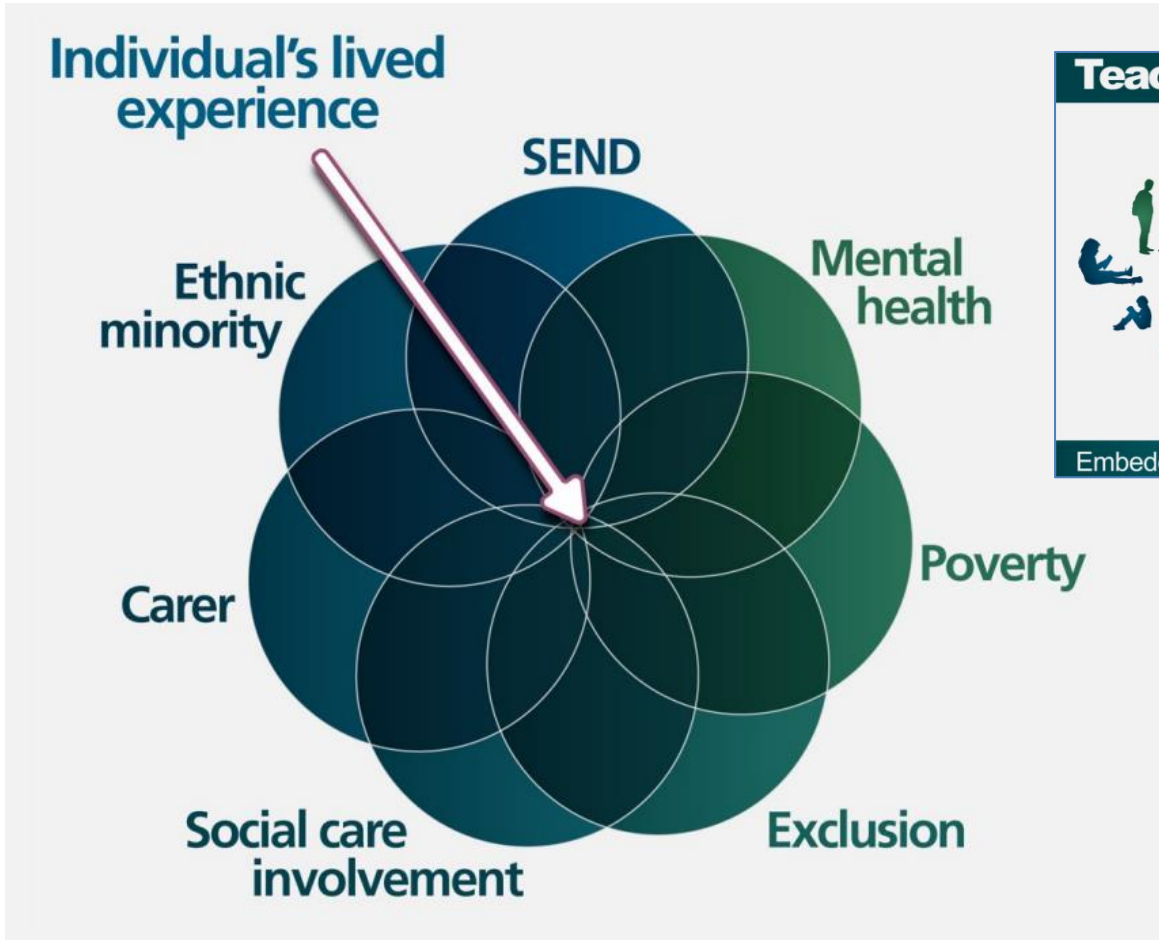 Individual's lived
experience
SEND
Ethnic
minority
Mental
health
Poverty
Carer
Social care
involvement
Exclusion